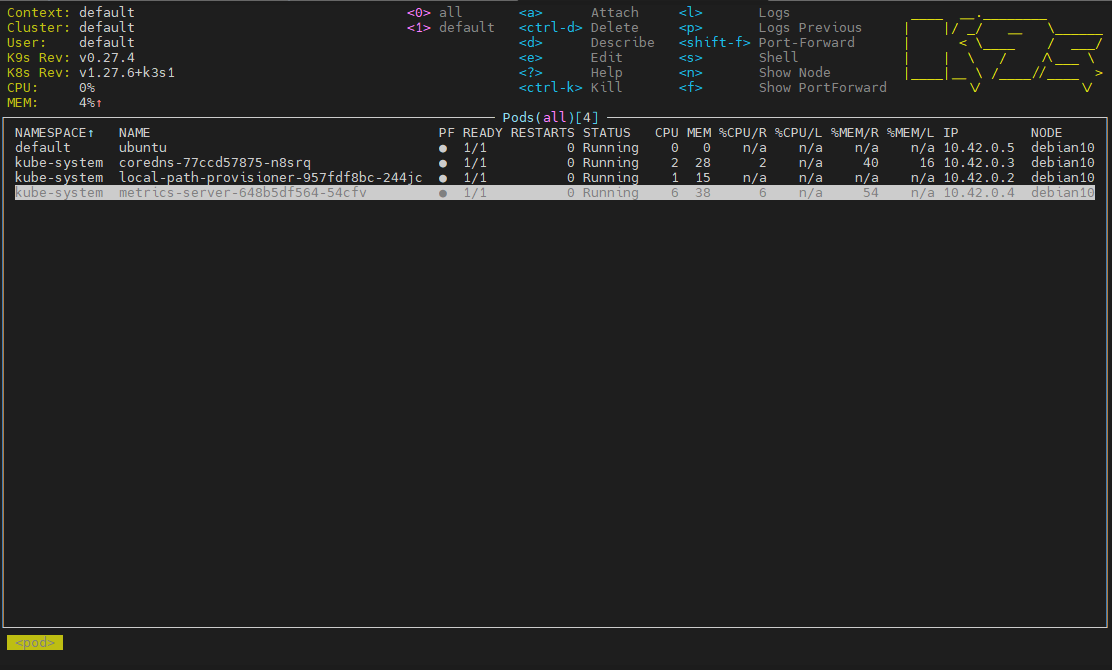 Context: default <0> all <a> Attach <l> Logs
Cluster: default <1> default <ctrl-d> Delete <p> Logs Previous
User: default <d> Describe <shift-f> Port-Forward
K9s Rev: v0.27.4 <e> Edit <s> Shell
K8s Rev: v1.27.6+k3s1 <?> Help <n> Show Node
CPU: 0% <ctrl-k> Kill <f> Show PortForward
MEM: 4%↑
Pods(all)[4]
NAMESPACE↑ NAME PF READY RESTARTS STATUS CPU MEM %CPU/R %CPU/L %MEM/R %MEM/L IP NODE
default ubuntu ● 1/1 0 Running 0 0 n/a n/a n/a n/a 10.42.0.5 debian10
kube-system coredns-77ccd57875-n8srq ● 1/1 0 Running 2 28 2 n/a 40 16 10.42.0.3 debian10
kube-system local-path-provisioner-957fdf8bc-244jc ● 1/1 0 Running 1 15 n/a n/a n/a n/a 10.42.0.2 debian10
kube-system metrics-server-648b5df564-54cfv ● 1/1 0 Running 6 38 6 n/a 54 n/a 10.42.0.4 debian10
<pod>